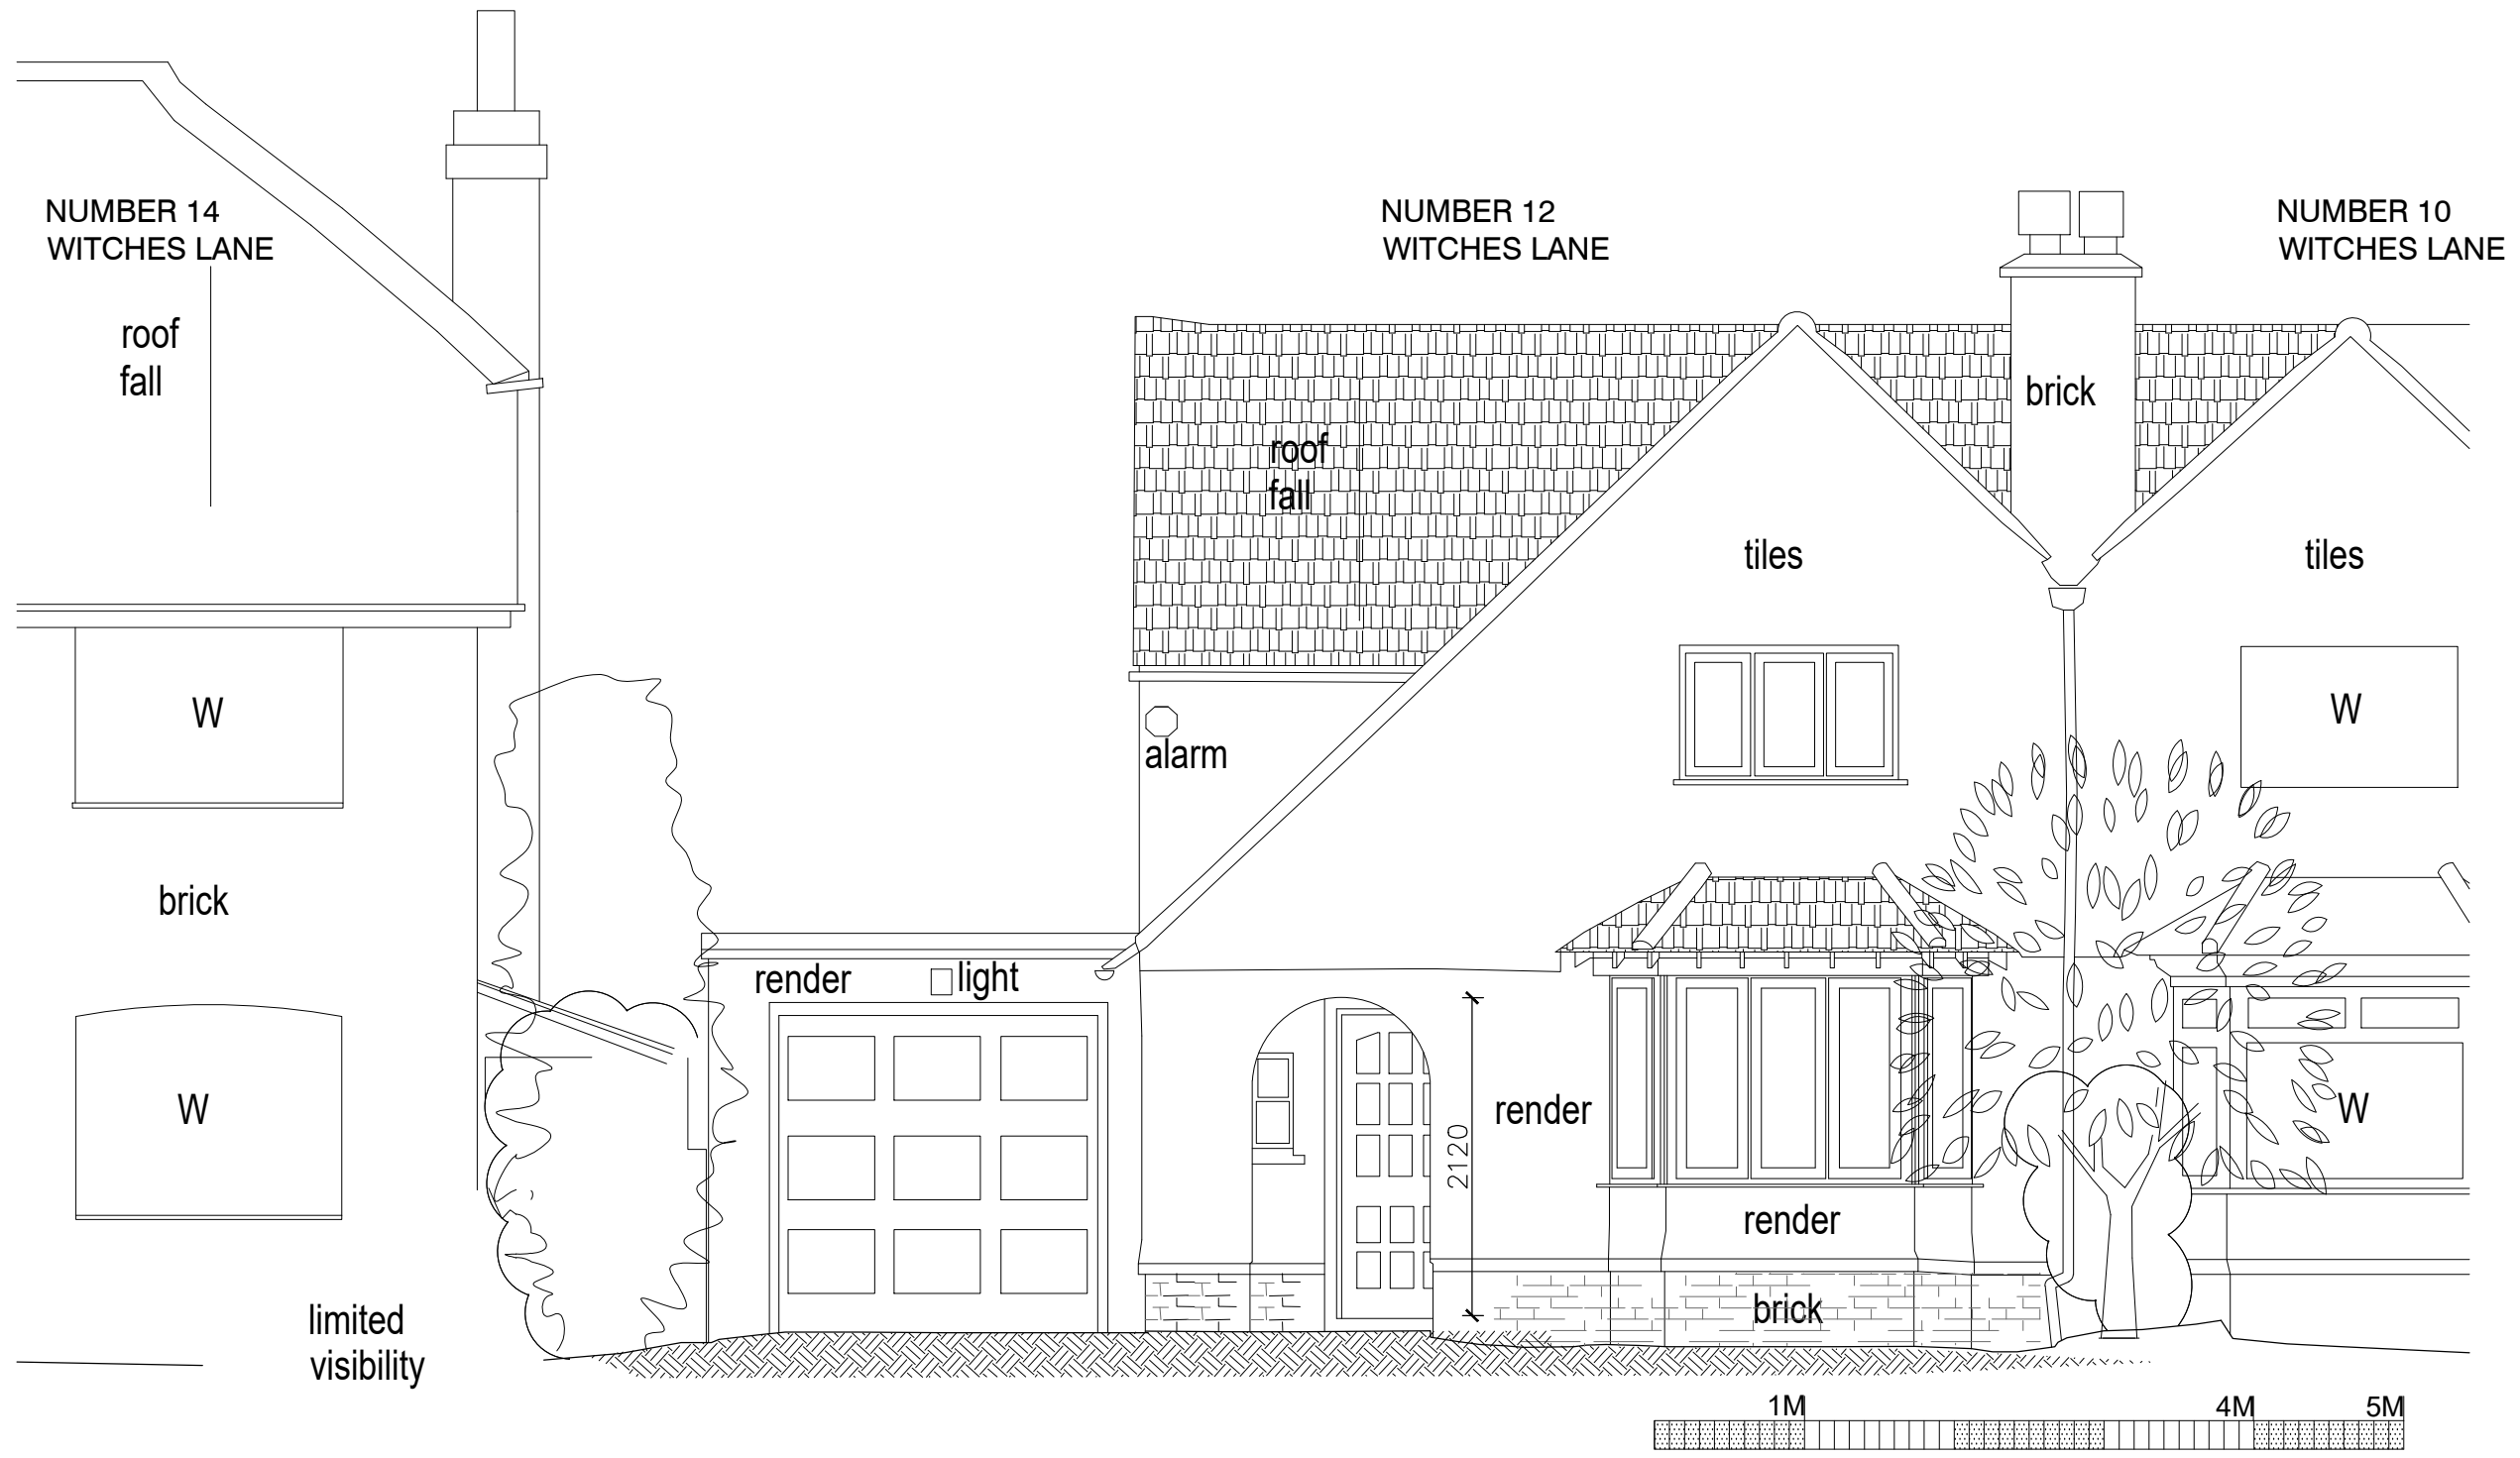 NUMBER 14
WITCHES LANE
NUMBER 12
WITCHES LANE
NUMBER 10
WITCHES LANE
roof
fall
brick
roof
fall
tiles
tiles
W
W
alarm
brick
render
light
W
render
2120
W
render
brick
limited
visibility
1M
4M
5M